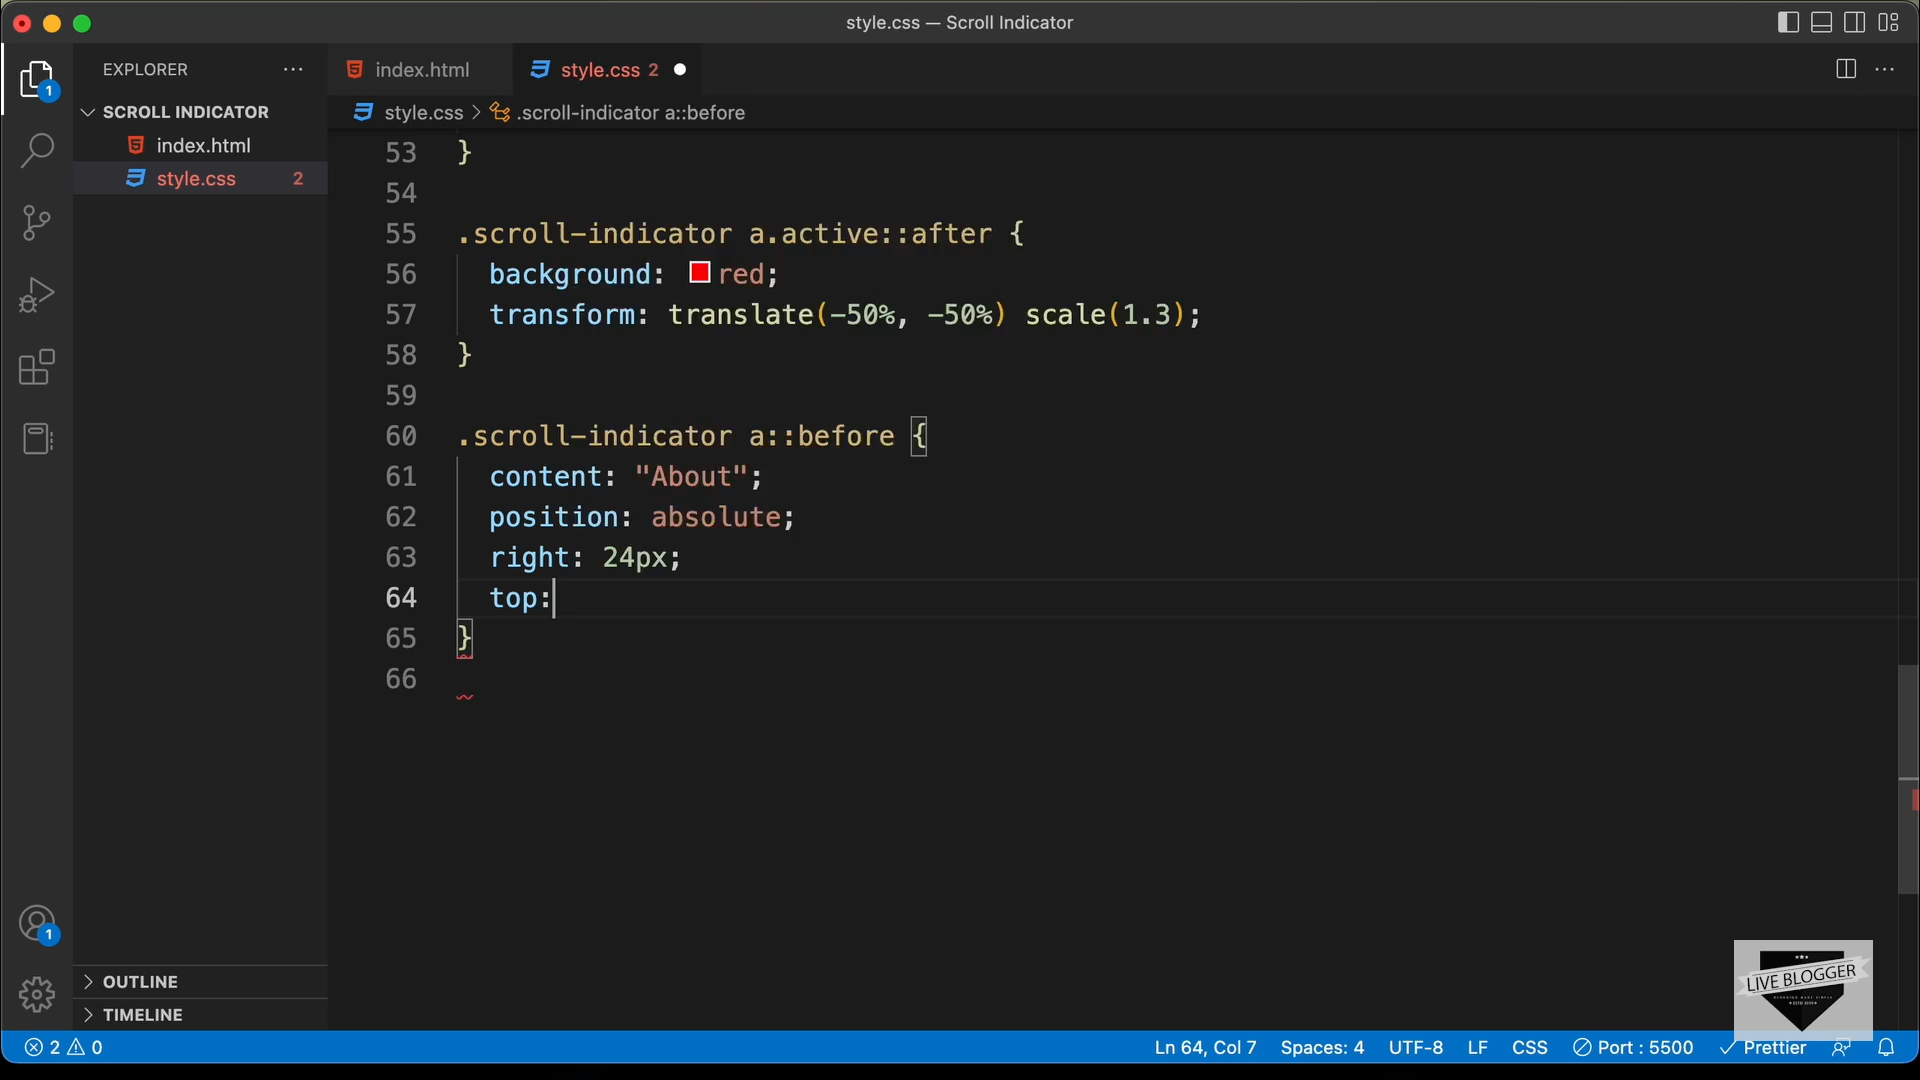 style.css — Scroll Indicator
EXPLORER
index.html
style.css 2
1
SCROLL INDICATOR
style.css > .scroll-indicator a::before
index.html
style.css 2
53 }
54
55 .scroll-indicator a.active::after {
56 background: red;
57 transform: translate(-50%, -50%) scale(1.3);
58 }
59
60 .scroll-indicator a::before {
61 content: "About";
62 position: absolute;
63 right: 24px;
64 top:
65 }
66
1
OUTLINE
TIMELINE
LIVE BLOGGER
2 0
Ln 64, Col 7
Spaces: 4
UTF-8
LF
CSS
Port : 5500
Prettier